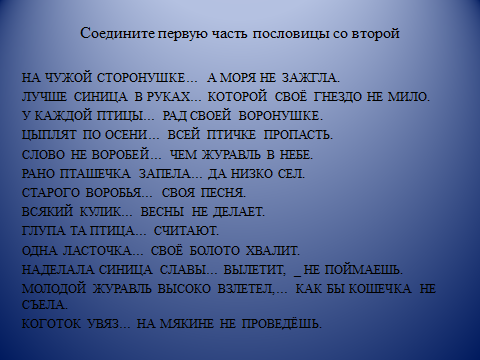 Соедините первую часть пословицы со второй
НА ЧУЖОЙ СТОРОНУШКЕ… А МОРЯ НЕ ЗАЖГЛА.
ЛУЧШЕ СИНИЦА В РУКАХ… КОТОРОЙ СВОЁ ГНЕЗДО НЕ МИЛО.
У КАЖДОЙ ПТИЦЫ… РАД СВОЕЙ ВОРОНУШКЕ.
ЦЫПЛЯТ ПО ОСЕНИ… ВСЕЙ ПТИЧКЕ ПРОПАСТЬ.
СЛОВО НЕ ВОРОБЕЙ… ЧЕМ ЖУРАВЛЬ В НЕБЕ.
РАНО ПТАШЕЧКА ЗАПЕЛА… ДА НИЗКО СЕЛ.
СТАРОГО ВОРОБЬЯ… СВОЯ ПЕСНЯ.
ВСЯКИЙ КУЛИК… ВЕСНЫ НЕ ДЕЛАЕТ.
ГЛУПА ТА ПТИЦА… СЧИТАЮТ.
ОДНА ЛАСТОЧКА… СВОЁ БОЛОТО ХВАЛИТ.
НАДЕЛАЛА СИНИЦА СЛАВЫ… ВЫЛЕТИТ, _ НЕ ПОЙМАЕШЬ.
МОЛОДОЙ ЖУРАВЛЬ ВЫСОКО ВЗЛЕТЕЛ,… КАК БЫ КОШЕЧКА НЕ
СЪЕЛА.
КОГОТОК УВЯЗ… НА МЯКИНЕ НЕ ПРОВЕДЁШЬ.